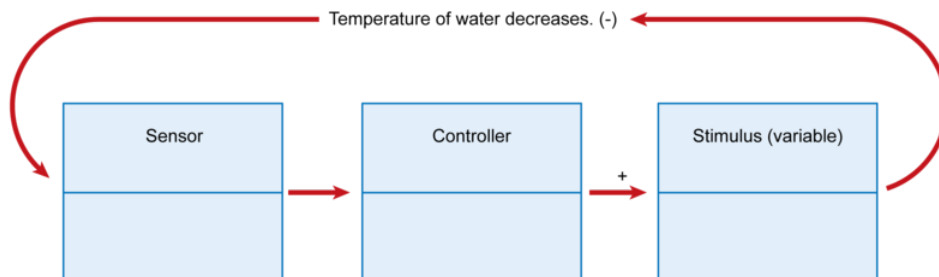 Temperature of water decreases. (-)
Sensor
Controller
Stimulus (variable)
+